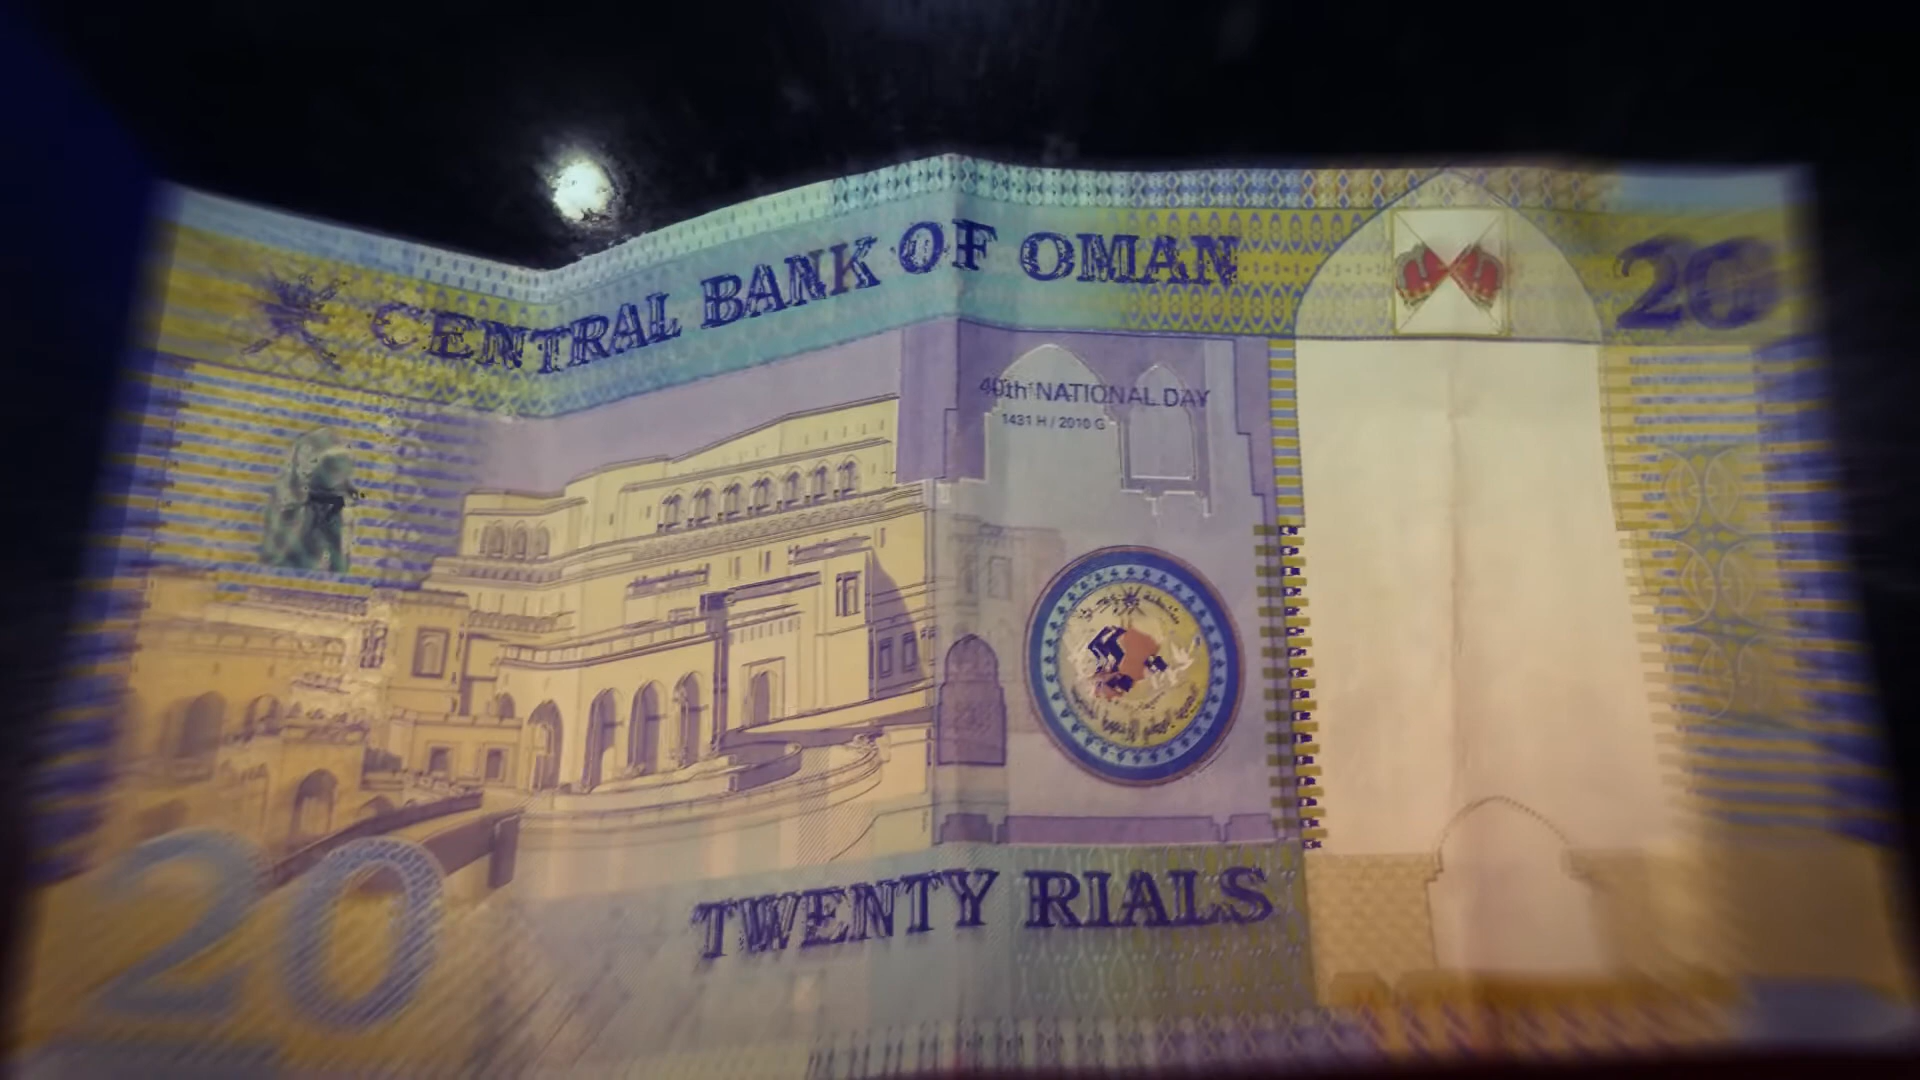 CENTRAL BANK OF OMAN
20
40th NATIONAL DAY
1431 H / 2010 G
TWENTY RIALS
20